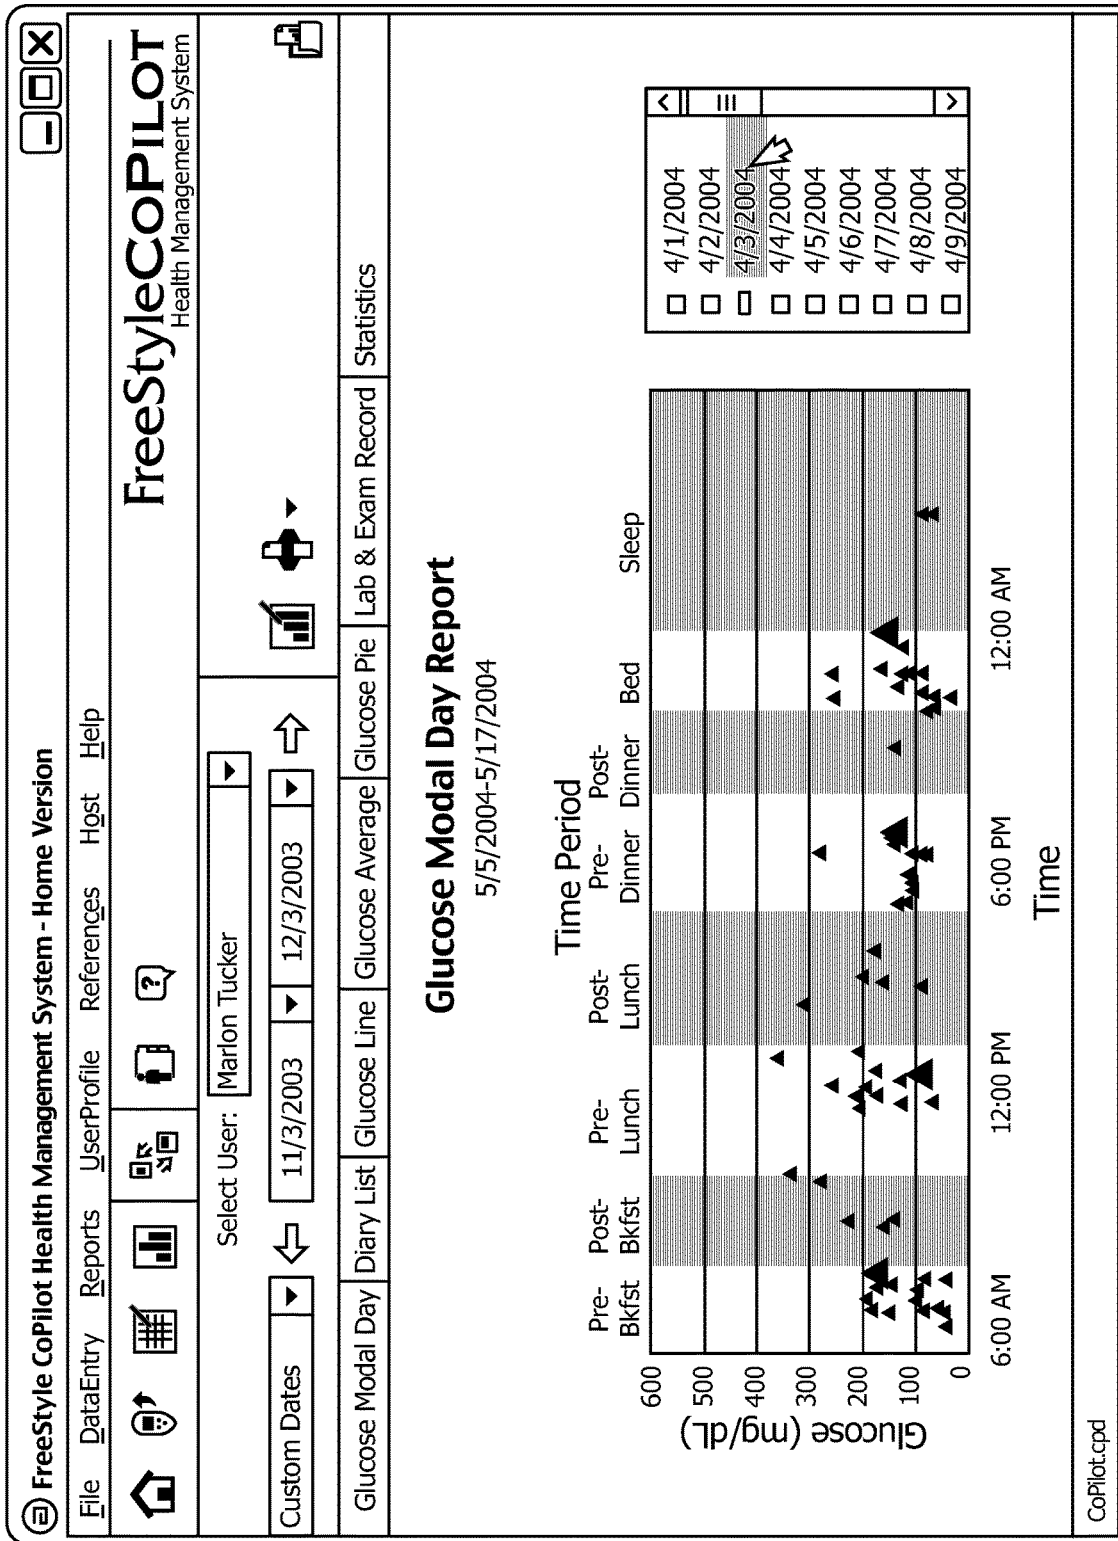 FreeStyle CoPilot Health Management System - Home Version
File DataEntry Reports UserProfile References Host Help
FreeStyleCoPilot
Health Management System
Select User: Marlon Tucker
Custom Dates 11/3/2003 12/3/2003
Glucose Modal Day Diary List Glucose Line Glucose Average Glucose Pie Lab & Exam Record Statistics
Glucose Modal Day Report
5/5/2004-5/17/2004
Time Period
Pre-Bkfst Post-Bkfst Pre-Lunch Post-Lunch Pre-Dinner Post-Dinner Bed Sleep
Glucose (mg/dL)
600
500
400
300
200
100
0
6:00 AM 12:00 PM 6:00 PM 12:00 AM
Time
4/1/2004
4/2/2004
4/3/2004
4/4/2004
4/5/2004
4/6/2004
4/7/2004
4/8/2004
4/9/2004
CoPilot.cpd